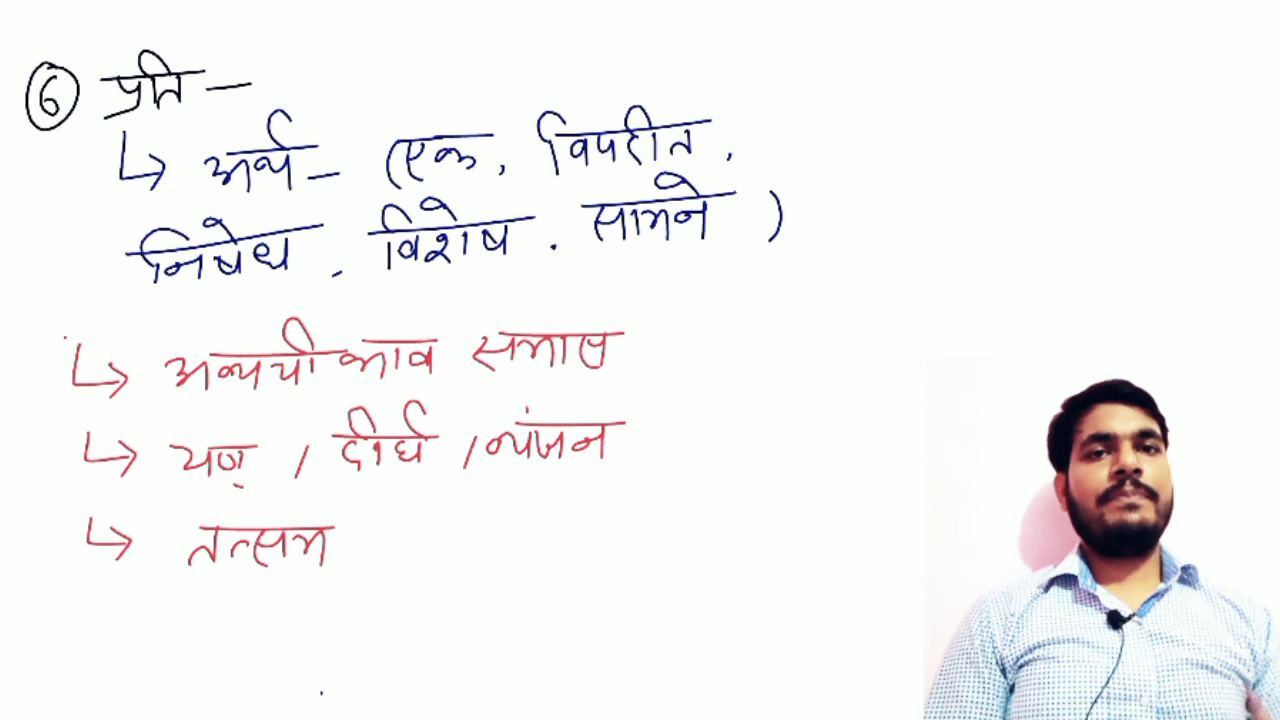 ⑥ प्रति –
↳ अर्थ – (एक, विपरीत,
निषेध, विशेष, सामने)
↳ अव्ययीभाव समास
↳ यण् / दीर्घ / व्यंजन
↳ तत्सम